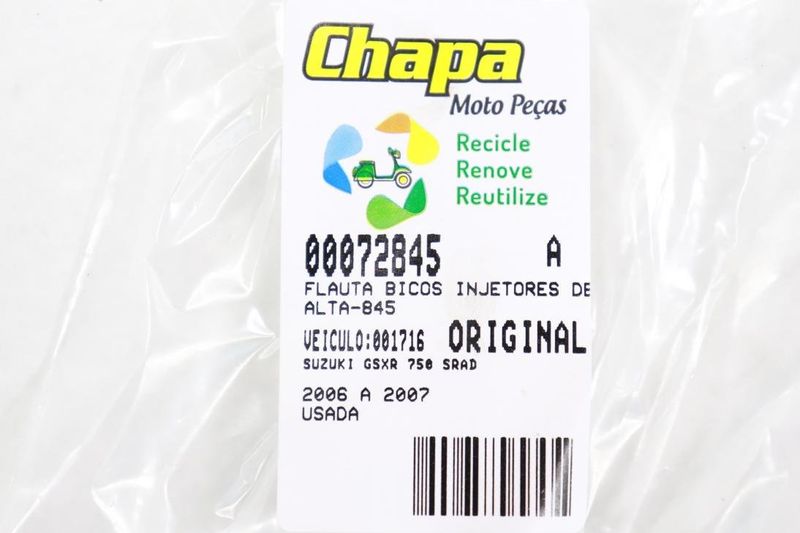 Chapa
Moto Peças
Recicle
Renove
Reutilize
00072845 A
FLAUTA BICOS INJETORES DE
ALTA-845
VEICULO:001716 ORIGINAL
SUZUKI GSXR 750 SRAD
2006 A 2007
USADA